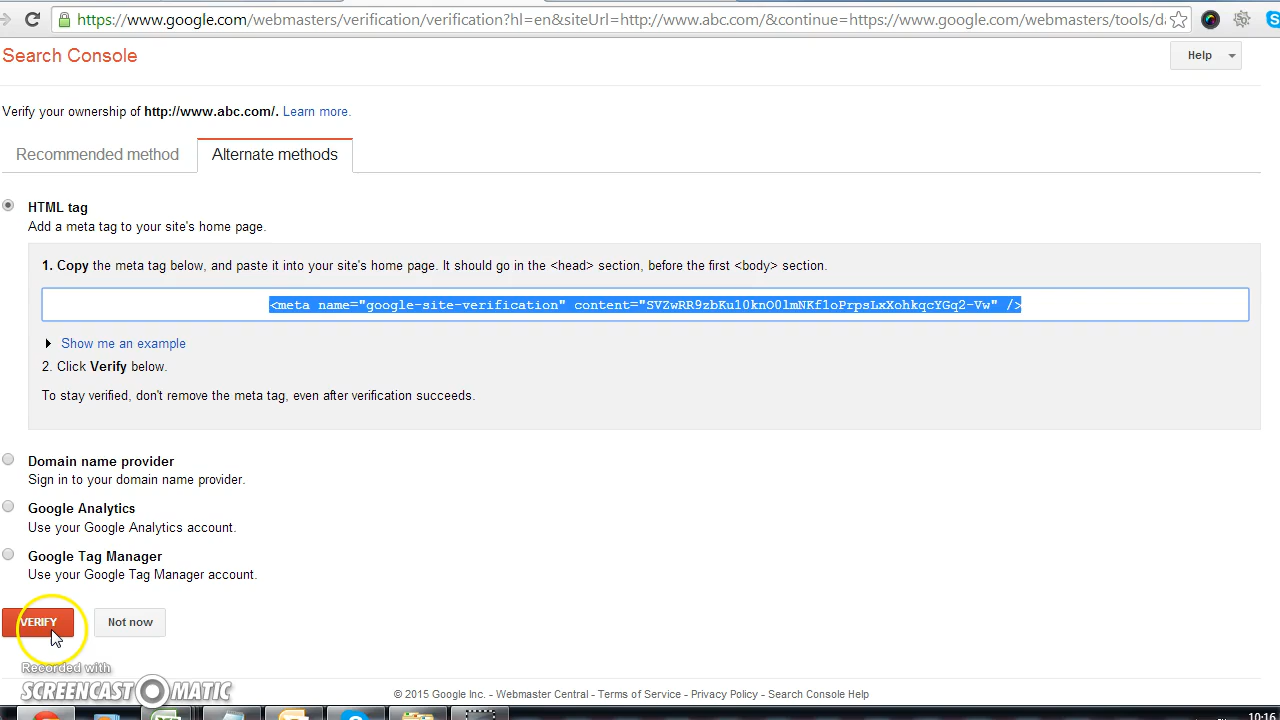 https://www.google.com/webmasters/verification/verification?hl=en&siteUrl=http://www.abc.com/&continue=https://www.google.com/webmasters/tools/da
Search Console
Help
Verify your ownership of http://www.abc.com/. Learn more.
Recommended method
Alternate methods
HTML tag
Add a meta tag to your site's home page.
1. Copy the meta tag below, and paste it into your site's home page. It should go in the <head> section, before the first <body> section.
<meta name="google-site-verification" content="SVZwRR9zbKul0knO0lmNKfloPrpsLxXohkqcYGq2-Vw" />
Show me an example
2. Click Verify below.
To stay verified, don't remove the meta tag, even after verification succeeds.
Domain name provider
Sign in to your domain name provider.
Google Analytics
Use your Google Analytics account.
Google Tag Manager
Use your Google Tag Manager account.
VERIFY
Not now
Recorded with
SCREENCAST-O-MATIC
© 2015 Google Inc. - Webmaster Central - Terms of Service - Privacy Policy - Search Console Help
10:16